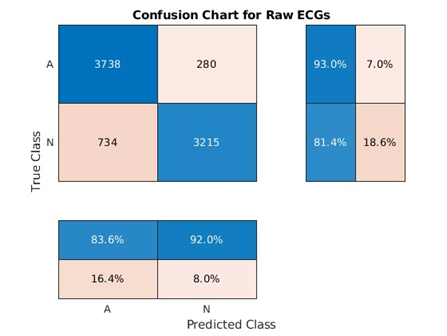 Confusion Chart for Raw ECGs
A 3738 280 93.0% 7.0%
N 734 3215 81.4% 18.6%
True Class
83.6% 92.0%
16.4% 8.0%
A N
Predicted Class